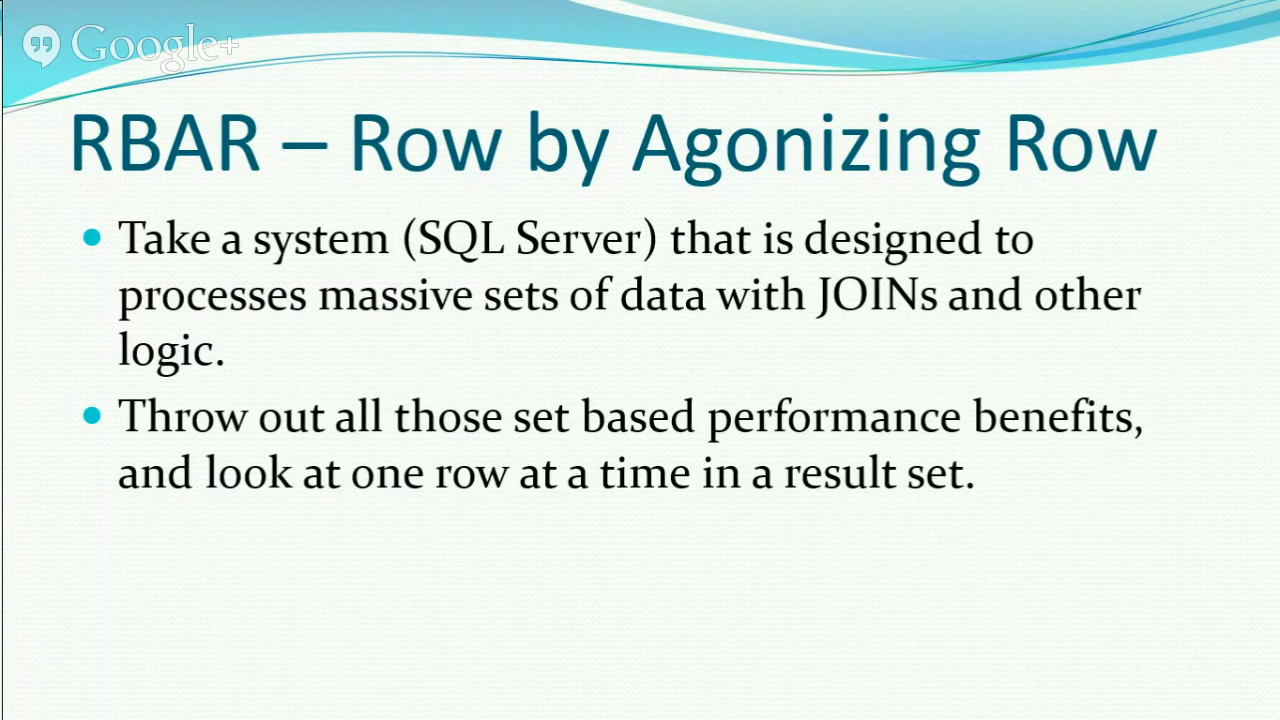 Google+
RBAR – Row by Agonizing Row
• Take a system (SQL Server) that is designed to
processes massive sets of data with JOINs and other
logic.
• Throw out all those set based performance benefits,
and look at one row at a time in a result set.